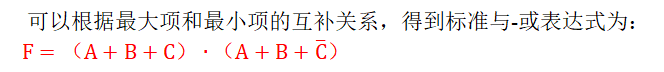 可以根据最大项和最小项的互补关系，得到标准与-或表达式为：
F＝（A＋B＋C）·（A＋B＋C̅）